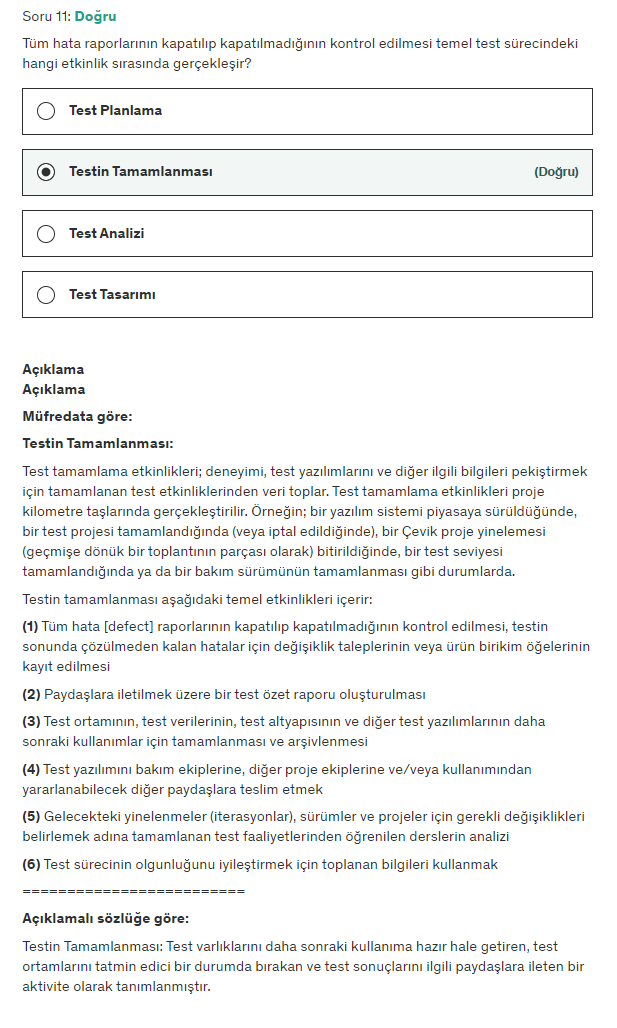 Soru 11: Doğru
Tüm hata raporlarının kapatılıp kapatılmadığının kontrol edilmesi temel test sürecindeki
hangi etkinlik sırasında gerçekleşir?
Test Planlama
Testin Tamamlanması (Doğru)
Test Analizi
Test Tasarımı
Açıklama
Açıklama
Müfredata göre:
Testin Tamamlanması:
Test tamamlama etkinlikleri; deneyimi, test yazılımlarını ve diğer ilgili bilgileri pekiştirmek
için tamamlanan test etkinliklerinden veri toplar. Test tamamlama etkinlikleri proje
kilometre taşlarında gerçekleştirilir. Örneğin; bir yazılım sistemi piyasaya sürüldüğünde,
bir test projesi tamamlandığında (veya iptal edildiğinde), bir Çevik proje yinelemesi
(geçmişe dönük bir toplantının parçası olarak) bitirildiğinde, bir test seviyesi
tamamlandığında ya da bir bakım sürümünün tamamlanması gibi durumlarda.
Testin tamamlanması aşağıdaki temel etkinlikleri içerir:
(1) Tüm hata [defect] raporlarının kapatılıp kapatılmadığının kontrol edilmesi, testin
sonunda çözülmeden kalan hatalar için değişiklik taleplerinin veya ürün birikim öğelerinin
kayıt edilmesi
(2) Paydaşlara iletilmek üzere bir test özet raporu oluşturulması
(3) Test ortamının, test verilerinin, test altyapısının ve diğer test yazılımlarının daha
sonraki kullanımlar için tamamlanması ve arşivlenmesi
(4) Test yazılımını bakım ekiplerine, diğer proje ekiplerine ve/veya kullanımından
yararlanabilecek diğer paydaşlara teslim etmek
(5) Gelecekteki yinelenmeler (iterasyonlar), sürümler ve projeler için gerekli değişiklikleri
belirlemek adına tamamlanan test faaliyetlerinden öğrenilen derslerin analizi
(6) Test sürecinin olgunluğunu iyileştirmek için toplanan bilgileri kullanmak
=========================
Açıklamalı sözlüğe göre:
Testin Tamamlanması: Test varlıklarını daha sonraki kullanıma hazır hale getiren, test
ortamlarını tatmin edici bir durumda bırakan ve test sonuçlarını ilgili paydaşlara ileten bir
aktivite olarak tanımlanmıştır.